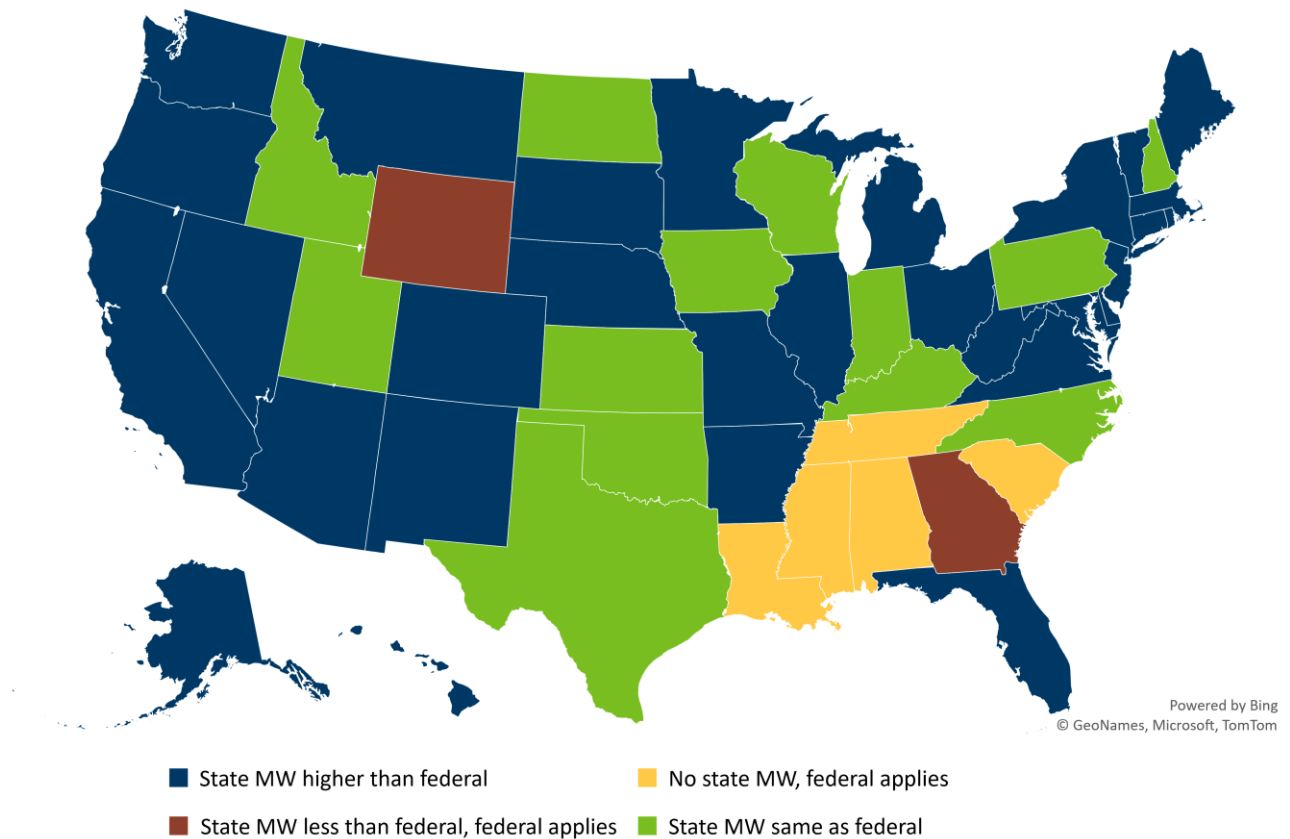 Powered by Bing
© GeoNames, Microsoft, TomTom
State MW higher than federal
No state MW, federal applies
State MW less than federal, federal applies
State MW same as federal